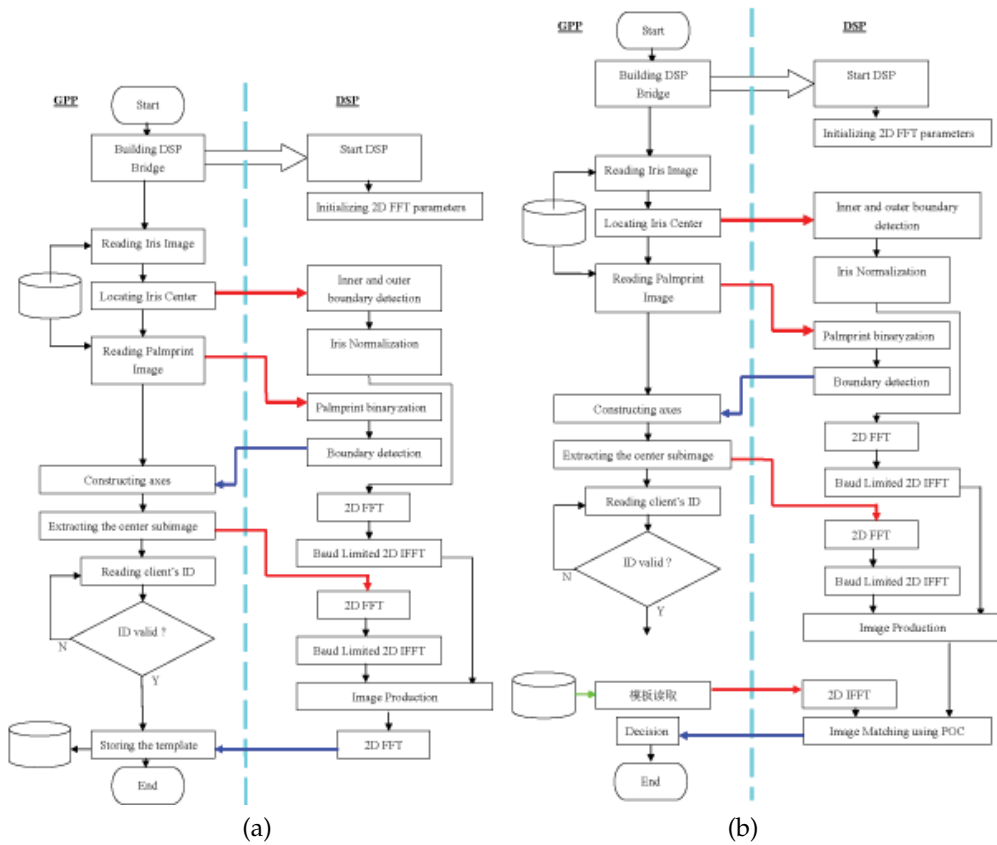 GPP
DSP
Start
Building DSP
Bridge
Start DSP
Initializing 2D FFT parameters
Reading Iris Image
Locating Iris Center
Inner and outer
boundary detection
Iris Normalization
Reading Palmprint
Image
Palmprint binaryzation
Boundary detection
Constructing axes
2D FFT
Extracting the center subimage
Baud Limited 2D IFFT
Reading client's ID
2D FFT
ID valid ?
N
Y
Baud Limited 2D IFFT
Image Production
Storing the template
2D FFT
End
(a)
GPP
DSP
Start
Building DSP
Bridge
Start DSP
Initializing 2D FFT parameters
Reading Iris Image
Locating Iris Center
Inner and outer boundary
detection
Iris Normalization
Reading Palmprint
Image
Palmprint binaryzation
Boundary detection
Constructing axes
2D FFT
Extracting the center subimage
Baud Limited 2D IFFT
Reading client's ID
2D FFT
ID valid ?
N
Y
Baud Limited 2D IFFT
Image Production
模板读取
2D IFFT
Decision
Image Matching using POC
End
(b)